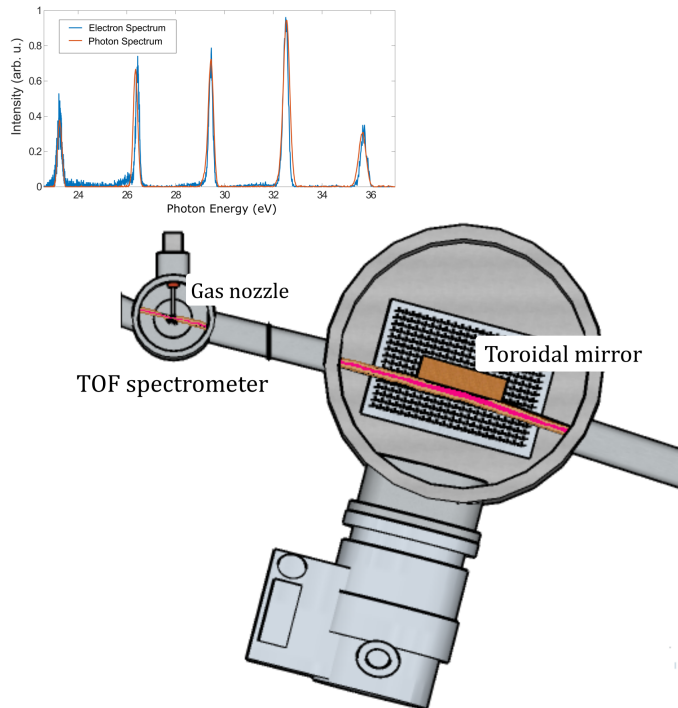 1
Electron Spectrum
Photon Spectrum
0.8
0.6
0.4
0.2
0
Intensity (arb. u.)
24 26 28 30 32 34 36
Photon Energy (eV)
Gas nozzle
Toroidal mirror
TOF spectrometer